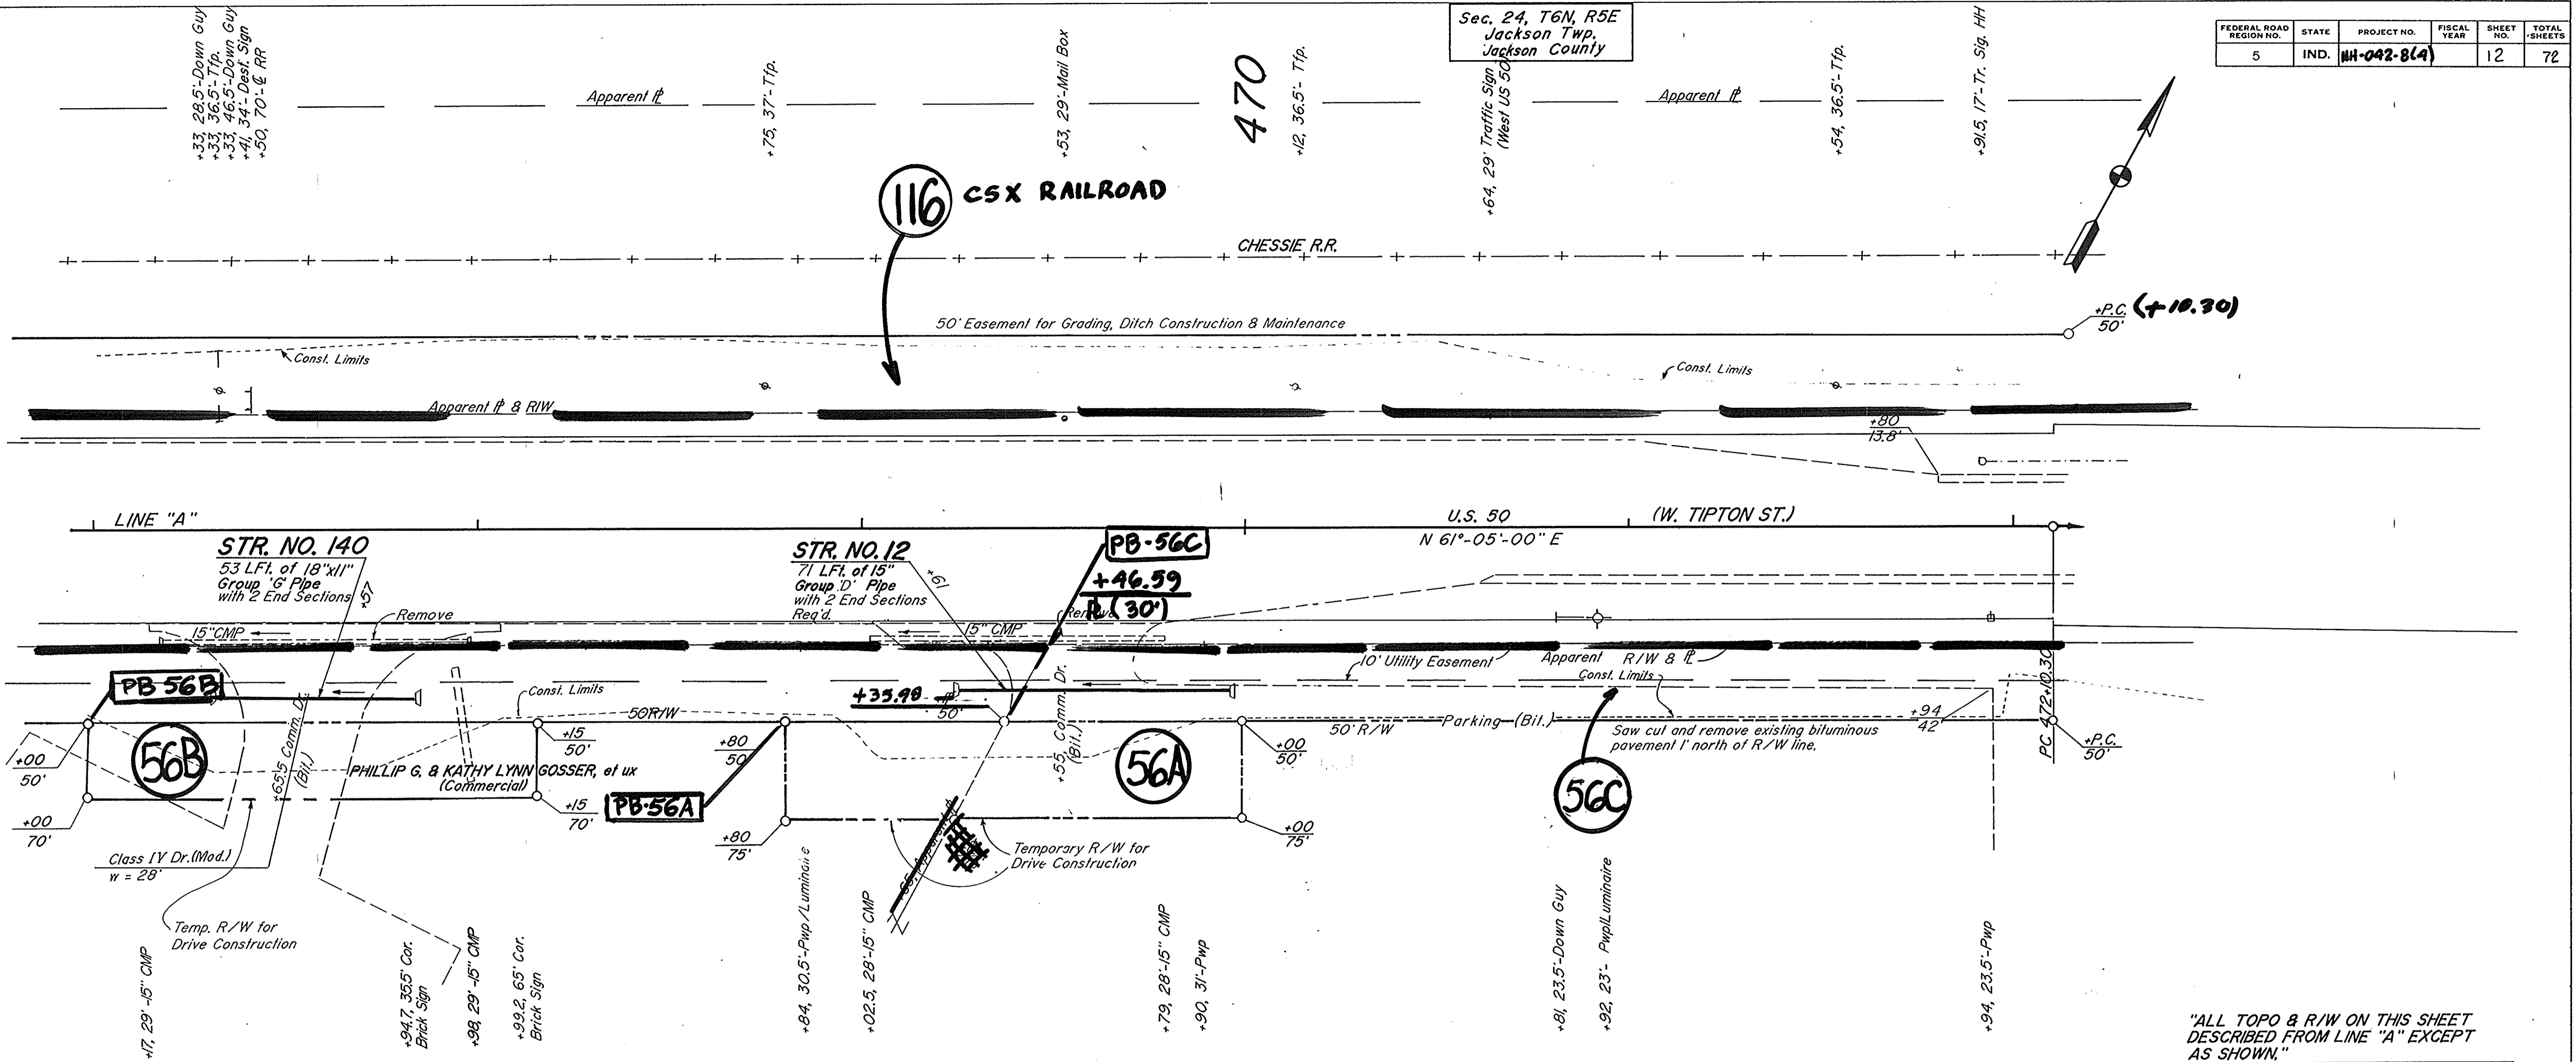 Sec. 24, T6N, R5E
Jackson Twp.
Jackson County
FEDERAL ROAD REGION NO. STATE PROJECT NO. FISCAL YEAR SHEET NO. TOTAL SHEETS
5 IND. HH-042-8(4) 12 72
+33, 28.5'-Down Guy
+33, 36.5'-Tfp.
+33, 46.5'-Down Guy
+41, 34'-Dest. Sign
+50, 70'-℄ RR
Apparent ⅊
+75, 37'-Tfp.
+53, 29'-Mail Box
470
+12, 36.5'- Tfp.
+64, 29' Traffic Sign
(West US 50)
Apparent ⅊
+54, 36.5'-Tfp.
+91.5, 17'-Tr. Sig. HH
116 CSX RAILROAD
CHESSIE R.R.
50' Easement for Grading, Ditch Construction & Maintenance
+P.C. (+10.30)
50'
Const. Limits
Const. Limits
Apparent ⅊ & R/W
+80
13.8'
LINE "A"
U.S. 50 (W. TIPTON ST.)
N 61°-05'-00" E
STR. NO. 140
53 LFt. of 18"x11"
Group 'G' Pipe
with 2 End Sections
+57
Remove
15" CMP
STR. NO. 12
71 LFt. of 15"
Group 'D' Pipe
with 2 End Sections
Req'd.
+61
PB-56C
+46.59
⅊ (30')
Remove
15" CMP
10' Utility Easement
Apparent R/W & ⅊
Const. Limits
PB 56B
Const. Limits
+35.98
50'
50' R/W
50' R/W
Parking (Bit.)
+94
42'
Saw cut and remove existing bituminous
pavement 1' north of R/W line.
PC 472+10.30
+P.C.
50'
+00
50'
56B
+65.5 Comm. Dr.
(Bit.)
+15
50'
PHILLIP G. & KATHY LYNN GOSSER, et ux
(Commercial)
+80
50'
+55, Comm. Dr.
(Bit.)
56A
+00
50'
56C
+00
70'
+15
70'
PB-56A
+80
75'
+65, Apparent ⅊
+00
75'
Class IV Dr.(Mod.)
w = 28'
Temporary R/W for
Drive Construction
Temp. R/W for
Drive Construction
+17, 29'-15" CMP
+94.7, 35.5' Cor.
Brick Sign
+98, 29'-15" CMP
+99.2, 65' Cor.
Brick Sign
+84, 30.5'-Pwp/Luminaire
+02.5, 28'-15" CMP
+79, 28'-15" CMP
+90, 31'-Pwp
+81, 23.5'-Down Guy
+92, 23'- Pwp/Luminaire
+94, 23.5'-Pwp
"ALL TOPO & R/W ON THIS SHEET
DESCRIBED FROM LINE "A" EXCEPT
AS SHOWN."